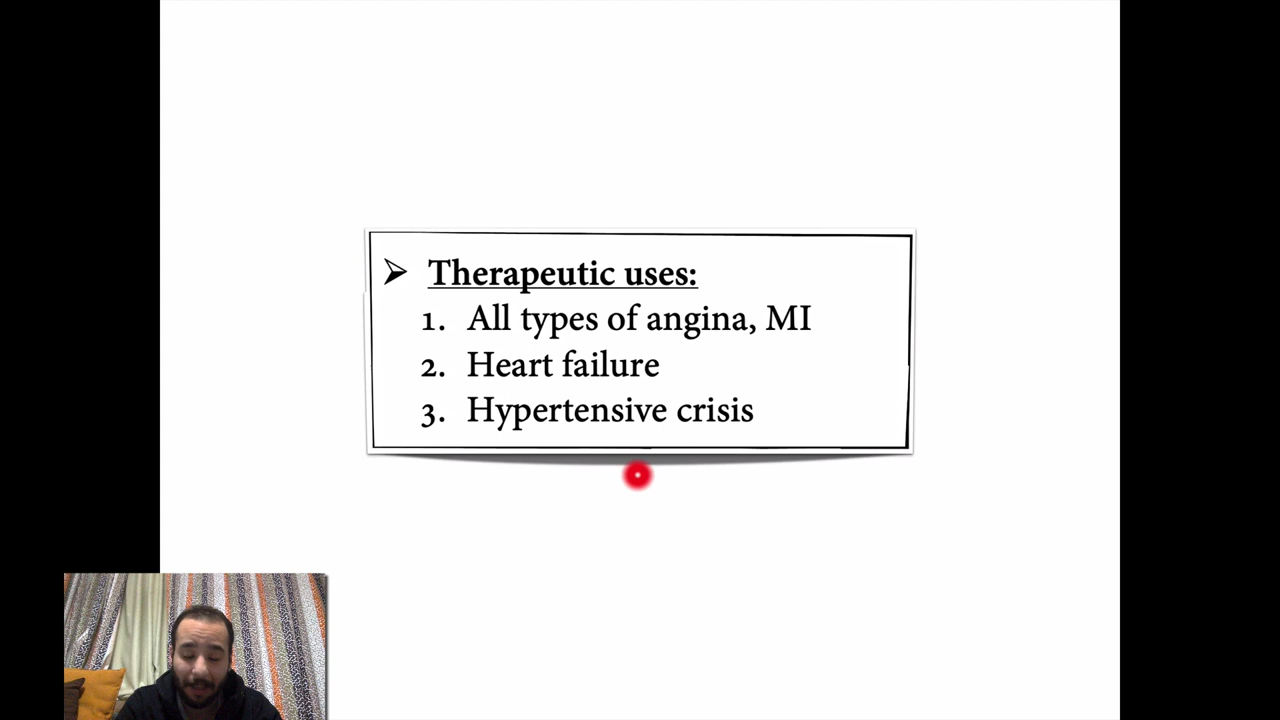 ➢ Therapeutic uses:
1. All types of angina, MI
2. Heart failure
3. Hypertensive crisis